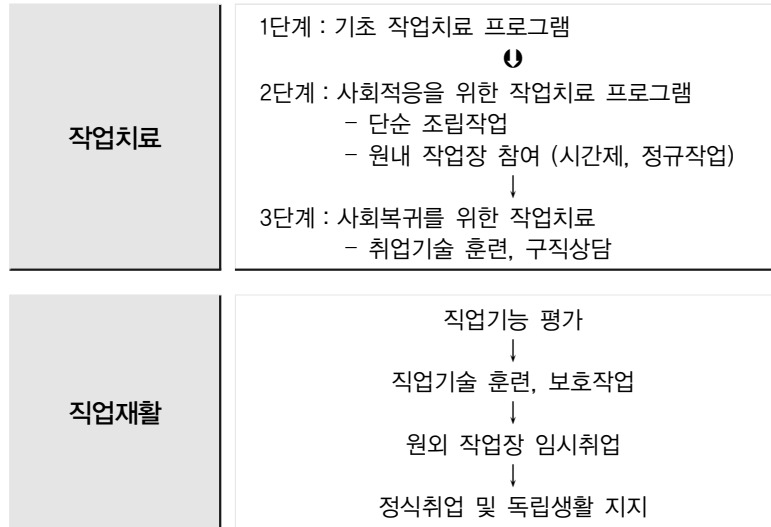 작업치료
1단계 : 기초 작업치료 프로그램
2단계 : 사회적응을 위한 작업치료 프로그램
- 단순 조립작업
- 원내 작업장 참여 (시간제, 정규작업)
↓
3단계 : 사회복귀를 위한 작업치료
- 취업기술 훈련, 구직상담
직업재활
직업기능 평가
↓
직업기술 훈련, 보호작업
↓
원외 작업장 임시취업
↓
정식취업 및 독립생활 지지